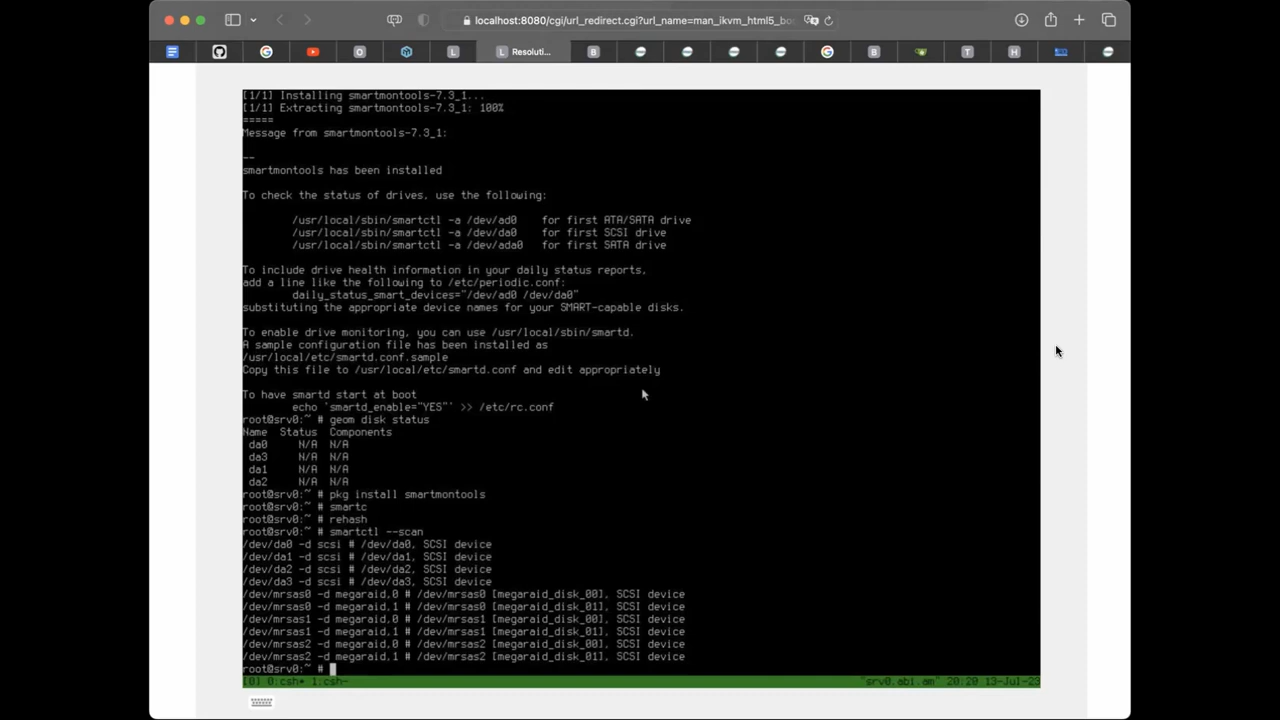 localhost:8080/cgi/url_redirect.cgi?url_name=man_ikvm_html5_bo
L
L Resoluti...
B
B
T
H
[1/1] Installing smartmontools-7.3_1...
[1/1] Extracting smartmontools-7.3_1: 100%
=====
Message from smartmontools-7.3_1:
--
smartmontools has been installed
To check the status of drives, use the following:
/usr/local/sbin/smartctl -a /dev/ad0 for first ATA/SATA drive
/usr/local/sbin/smartctl -a /dev/da0 for first SCSI drive
/usr/local/sbin/smartctl -a /dev/ada0 for first SATA drive
To include drive health information in your daily status reports,
add a line like the following to /etc/periodic.conf:
daily_status_smart_devices="/dev/ad0 /dev/da0"
substituting the appropriate device names for your SMART-capable disks.
To enable drive monitoring, you can use /usr/local/sbin/smartd.
A sample configuration file has been installed as
/usr/local/etc/smartd.conf.sample
Copy this file to /usr/local/etc/smartd.conf and edit appropriately
To have smartd start at boot
echo 'smartd_enable="YES"' >> /etc/rc.conf
root@srv0:~ # geom disk status
Name Status Components
da0 N/A N/A
da3 N/A N/A
da1 N/A N/A
da2 N/A N/A
root@srv0:~ # pkg install smartmontools
root@srv0:~ # smartc
root@srv0:~ # rehash
root@srv0:~ # smartctl --scan
/dev/da0 -d scsi # /dev/da0, SCSI device
/dev/da1 -d scsi # /dev/da1, SCSI device
/dev/da2 -d scsi # /dev/da2, SCSI device
/dev/da3 -d scsi # /dev/da3, SCSI device
/dev/mrsas0 -d megaraid,0 # /dev/mrsas0 [megaraid_disk_00], SCSI device
/dev/mrsas0 -d megaraid,1 # /dev/mrsas0 [megaraid_disk_01], SCSI device
/dev/mrsas1 -d megaraid,0 # /dev/mrsas1 [megaraid_disk_00], SCSI device
/dev/mrsas1 -d megaraid,1 # /dev/mrsas1 [megaraid_disk_01], SCSI device
/dev/mrsas2 -d megaraid,0 # /dev/mrsas2 [megaraid_disk_00], SCSI device
/dev/mrsas2 -d megaraid,1 # /dev/mrsas2 [megaraid_disk_01], SCSI device
root@srv0:~ #
[0] 0:csh* 1:csh- "srv0.abi.am" 20:20 13-Jul-23